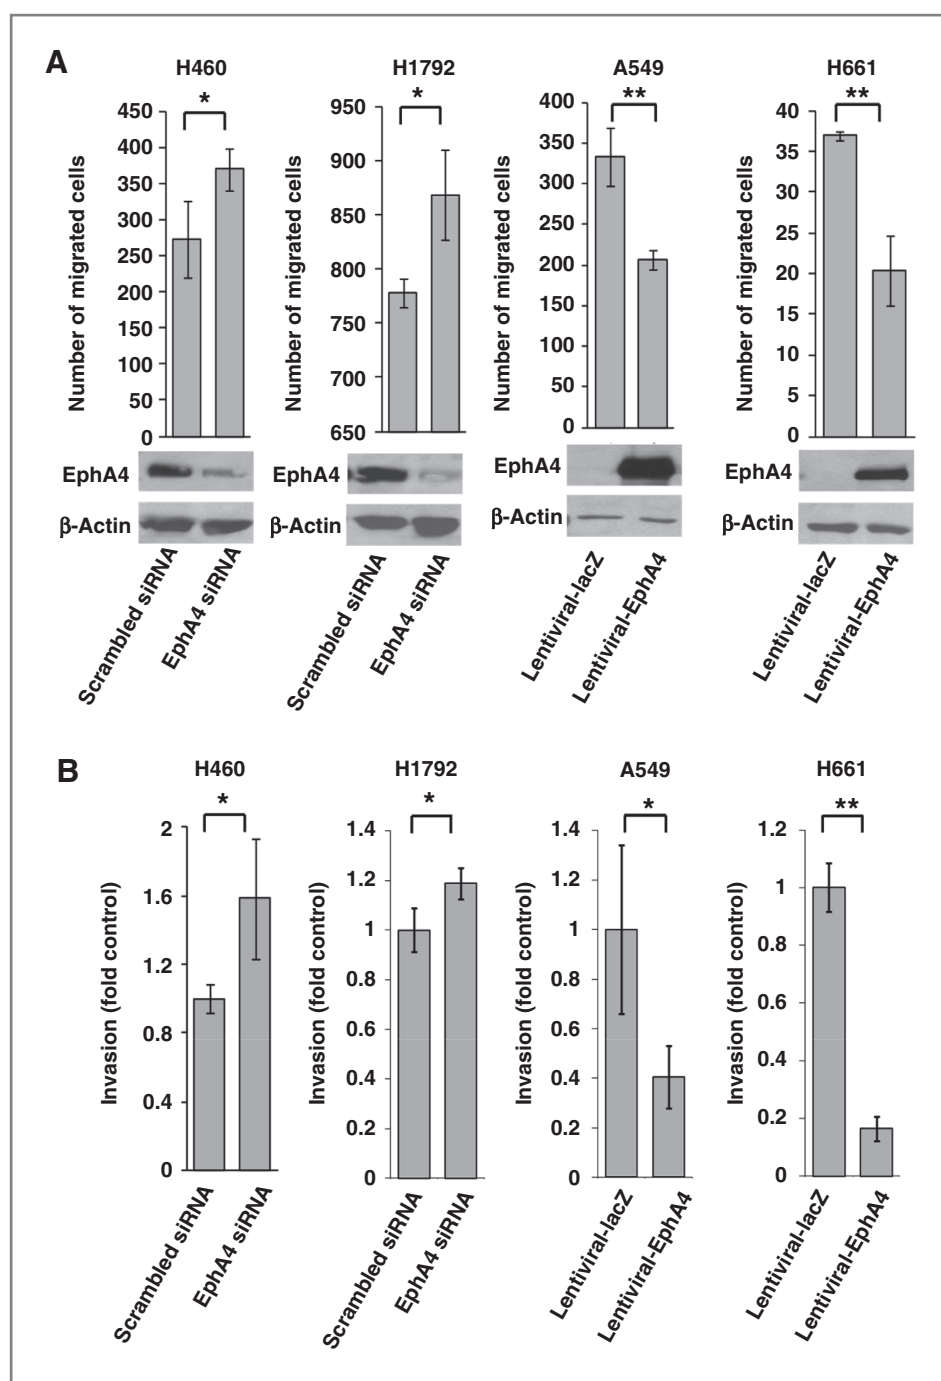 A
H460
H1792
A549
H661
*
*
**
**
Number of migrated cells
450
400
350
300
250
200
150
100
50
0
Number of migrated cells
950
900
850
800
750
700
650
Number of migrated cells
400
350
300
250
200
150
100
50
0
Number of migrated cells
40
35
30
25
20
15
10
5
0
EphA4
EphA4
EphA4
EphA4
β-Actin
β-Actin
β-Actin
β-Actin
Scrambled siRNA
EphA4 siRNA
Scrambled siRNA
EphA4 siRNA
Lentiviral-lacZ
Lentiviral-EphA4
Lentiviral-lacZ
Lentiviral-EphA4
B
H460
H1792
A549
H661
*
*
*
**
Invasion (fold control)
2
1.6
1.2
0.8
0.4
0
Invasion (fold control)
1.4
1.2
1
0.8
0.6
0.4
0.2
0
Invasion (fold control)
1.4
1.2
1
0.8
0.6
0.4
0.2
0
Invasion (fold control)
1.2
1
0.8
0.6
0.4
0.2
0
Scrambled siRNA
EphA4 siRNA
Scrambled siRNA
EphA4 siRNA
Lentiviral-lacZ
Lentiviral-EphA4
Lentiviral-lacZ
Lentiviral-EphA4